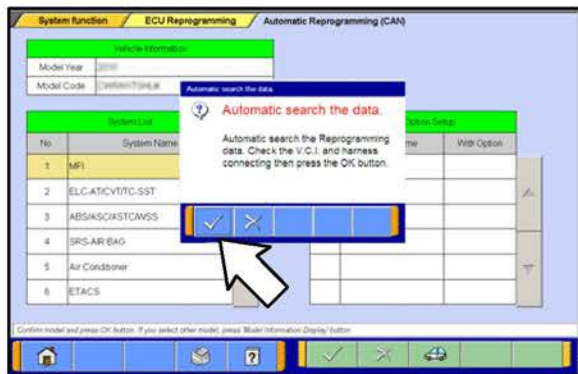 System function
ECU Reprogramming
Automatic Reprogramming (CAN)
Vehicle Information
Model Year
Model Code
Automatic search the data.
Automatic search the data.
Automatic search the Reprogramming
data. Check the V.C.I. and harness
connecting then press the OK button.
System List
Option Setup
No. System Name
With Option
1 MFI
2 ELC-AT/CVT/TC-SST
3 ABS/ASC/ASTC/WSS
4 SRS-AIR BAG
5 Air Conditioner
6 ETACS
Confirm model and press OK button. If you select other model, press 'Model Information Display' button.